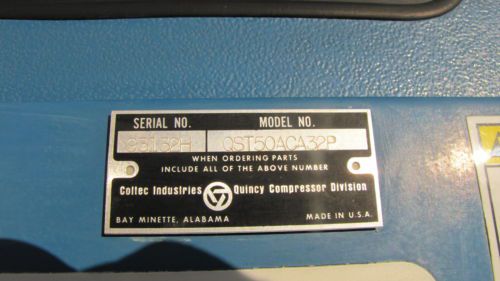 SERIAL NO. MODEL NO.
QST50ACA32P
WHEN ORDERING PARTS
INCLUDE ALL OF THE ABOVE NUMBER
Coltec Industries Quincy Compressor Division
BAY MINETTE, ALABAMA MADE IN U.S.A.